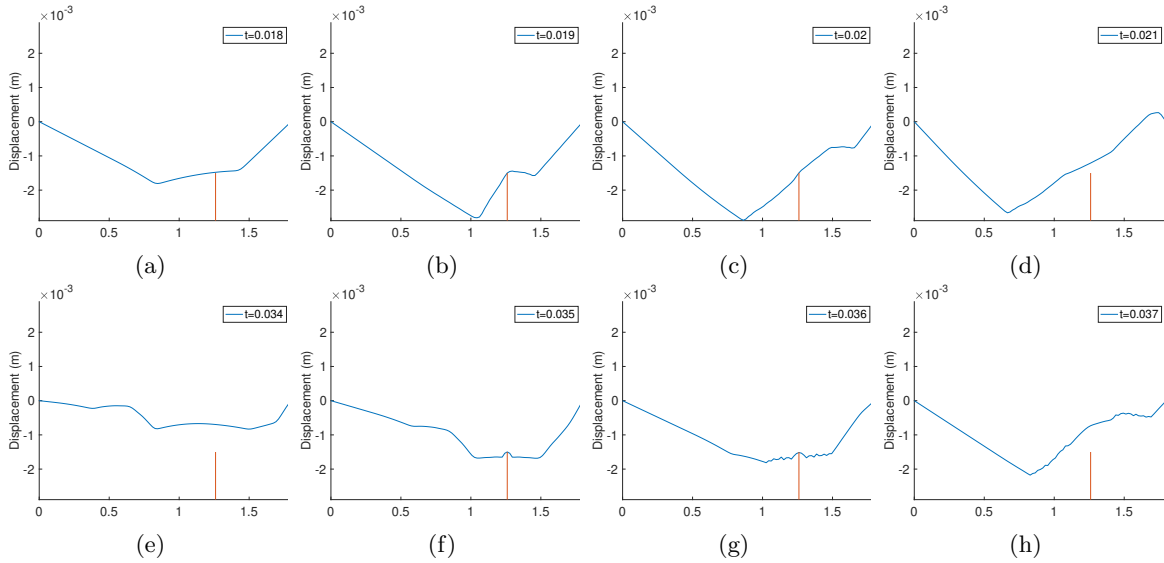 ×10⁻³ ×10⁻³ ×10⁻³ ×10⁻³
t=0.018 t=0.019 t=0.02 t=0.021
Displacement (m) Displacement (m) Displacement (m) Displacement (m)
2 2 2 2
1 1 1 1
0 0 0 0
-1 -1 -1 -1
-2 -2 -2 -2
0 0.5 1 1.5 0 0.5 1 1.5 0 0.5 1 1.5 0 0.5 1 1.5
(a) (b) (c) (d)
×10⁻³ ×10⁻³ ×10⁻³ ×10⁻³
t=0.034 t=0.035 t=0.036 t=0.037
Displacement (m) Displacement (m) Displacement (m) Displacement (m)
2 2 2 2
1 1 1 1
0 0 0 0
-1 -1 -1 -1
-2 -2 -2 -2
0 0.5 1 1.5 0 0.5 1 1.5 0 0.5 1 1.5 0 0.5 1 1.5
(e) (f) (g) (h)